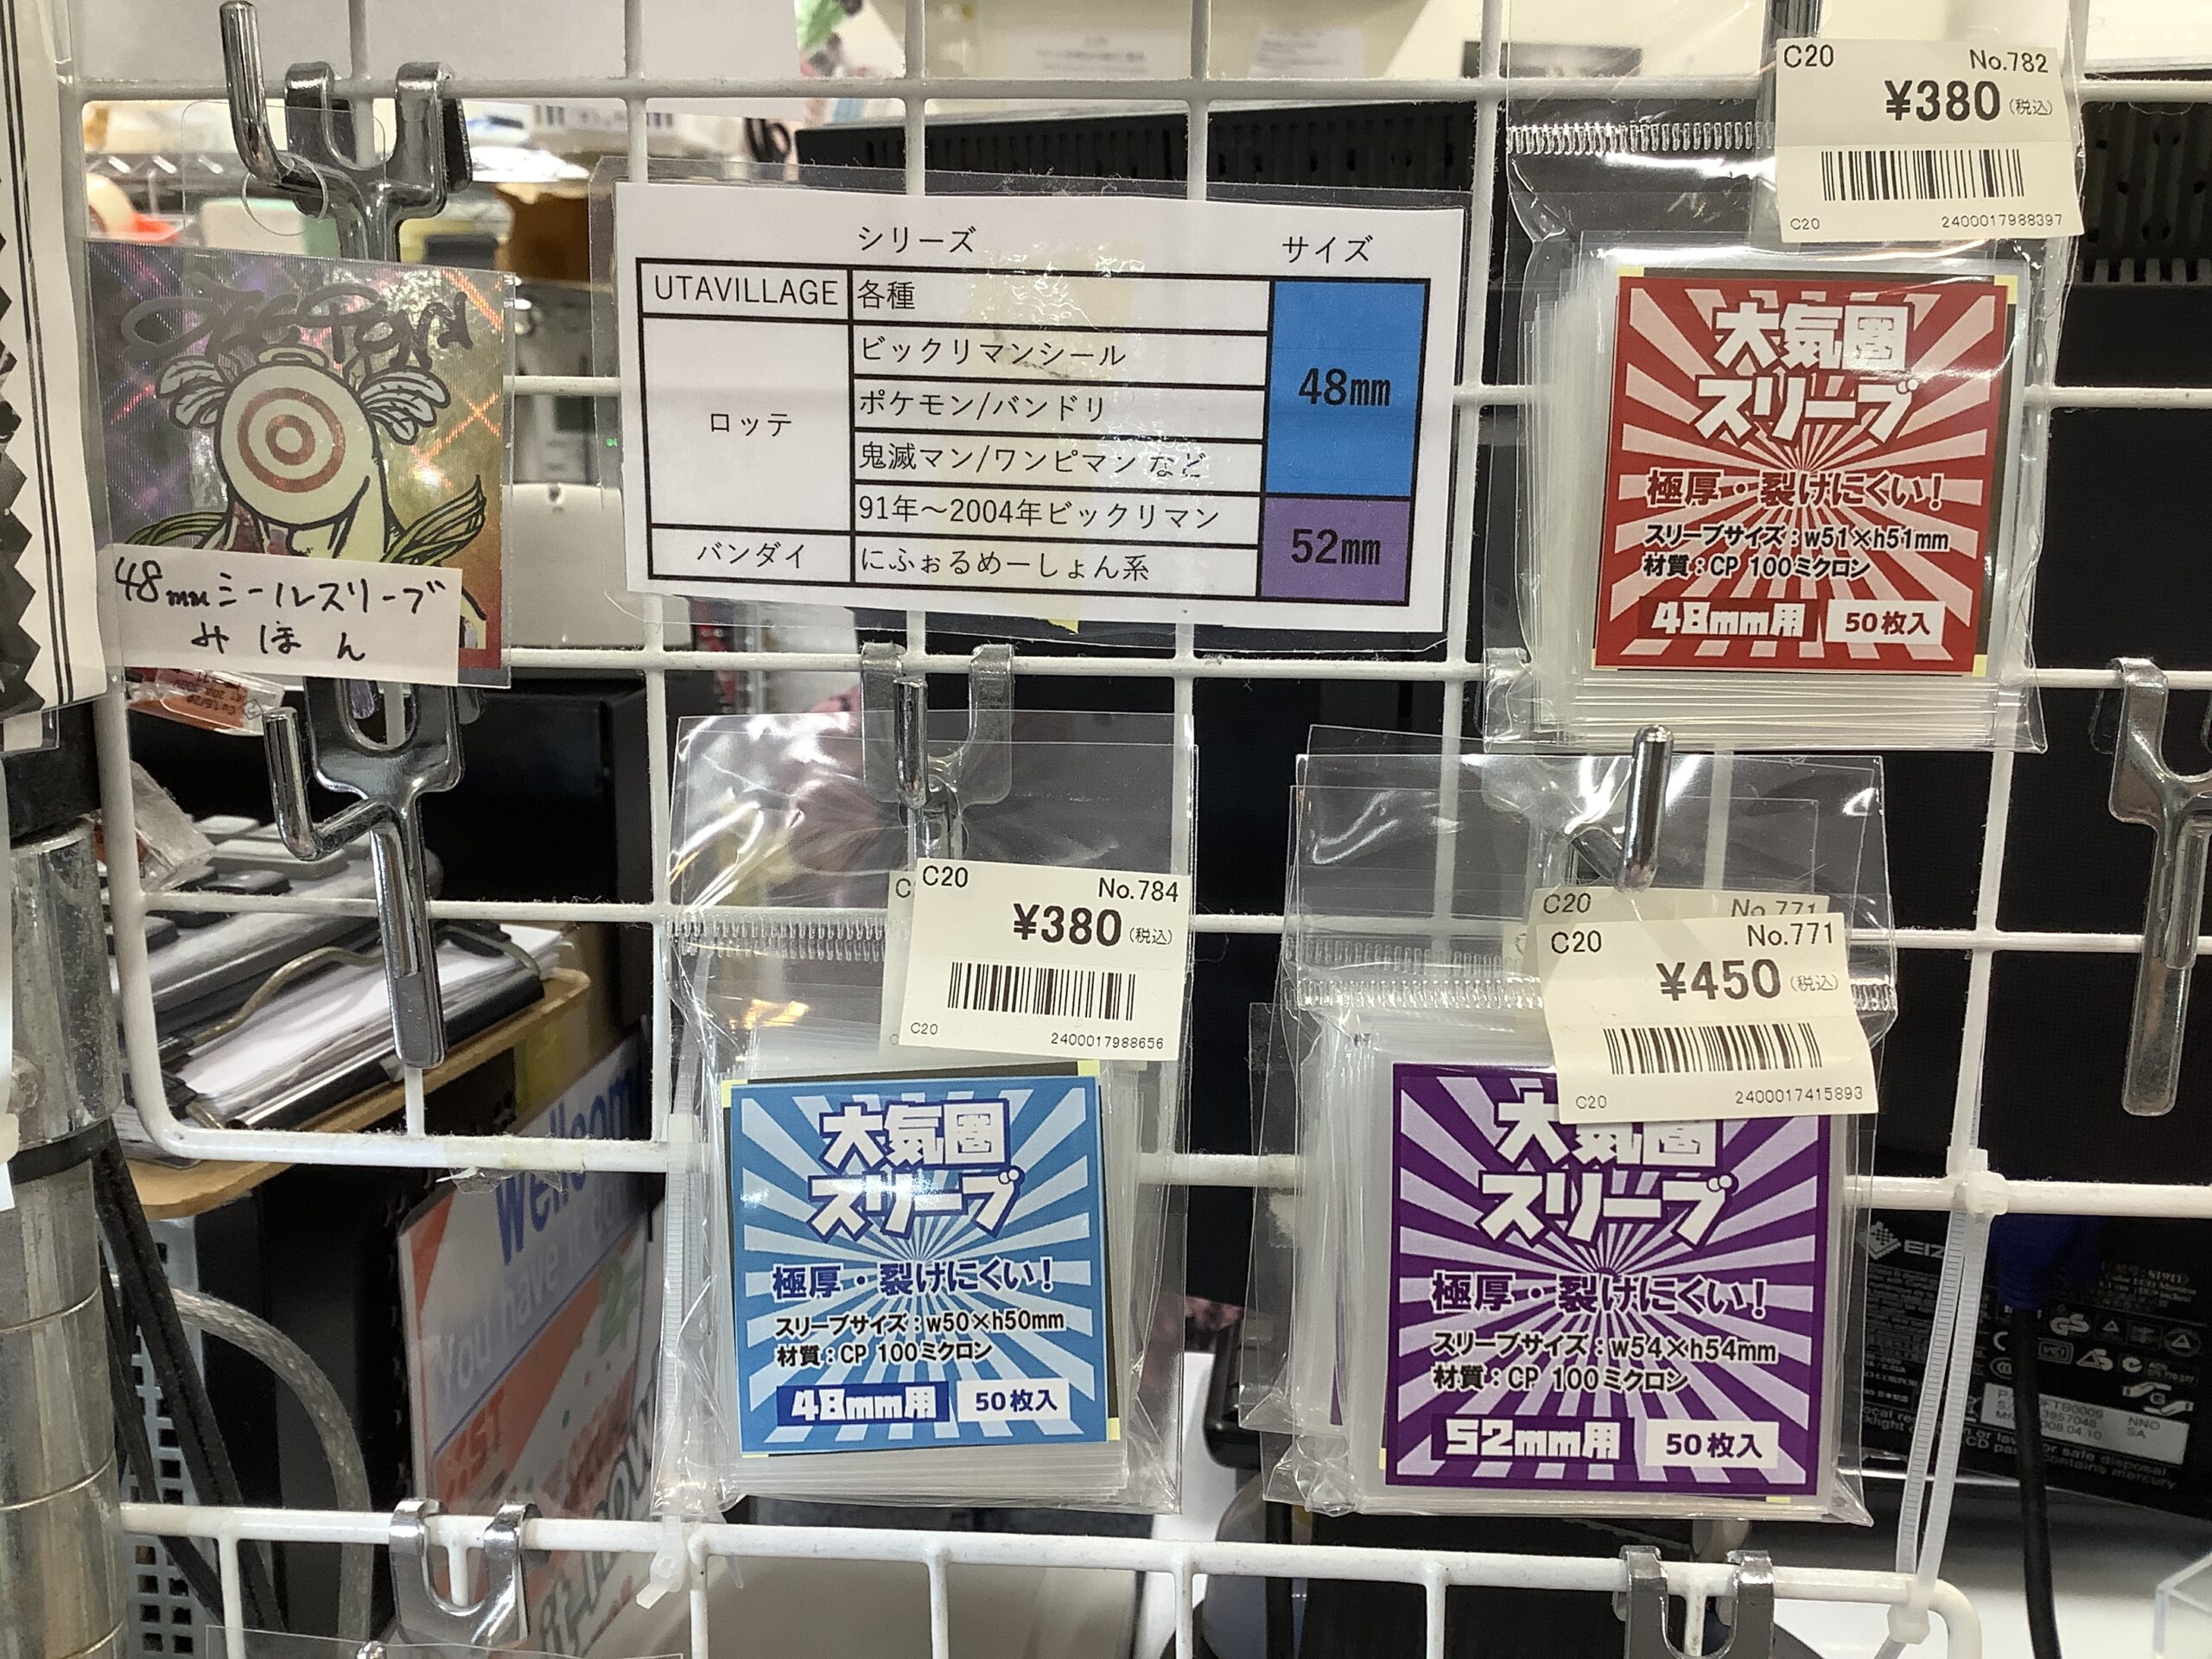 シリーズ
サイズ
UTAVILLAGE 各種
ビックリマンシール
ポケモン/バンドリ
48mm
ロッテ
鬼滅マン/ワンピマン など
91年～2004年ビックリマン
52mm
バンダイ
にふぉるめーしょん系
48mmシールスリーブ
みほん
C20 No.782
¥380(税込)
C20 2400017988397
大気圏
スリーブ
極厚・裂けにくい!
スリーブサイズ:w51×h51mm
材質:CP 100ミクロン
48mm用 50枚入
C20 No.784
¥380(税込)
C20 2400017988656
大気圏
スリーブ
極厚・裂けにくい!
スリーブサイズ:w50×h50mm
材質:CP 100ミクロン
48mm用 50枚入
C20 No.771
C20 No.771
¥450(税込)
C20 2400017415893
大気圏
スリーブ
極厚・裂けにくい!
スリーブサイズ:w54×h54mm
材質:CP 100ミクロン
52mm用 50枚入
You have